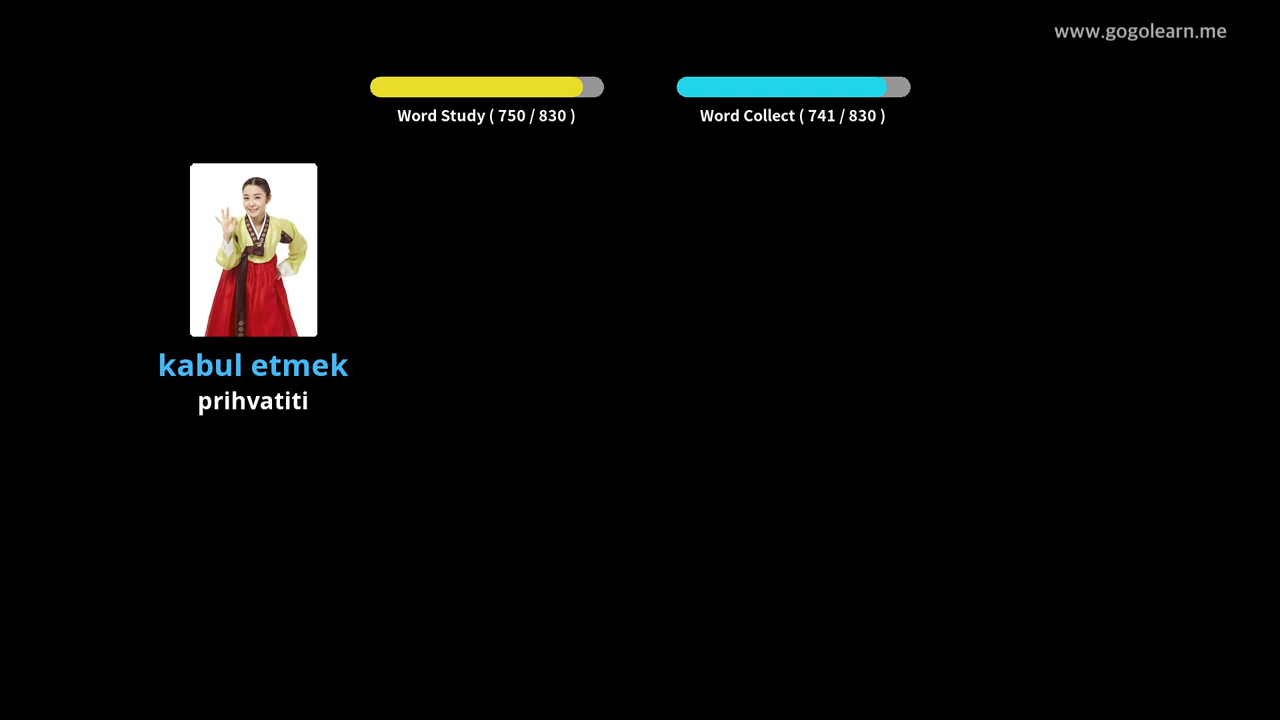 www.gogolearn.me
Word Study ( 750 / 830 )
Word Collect ( 741 / 830 )
kabul etmek
prihvatiti